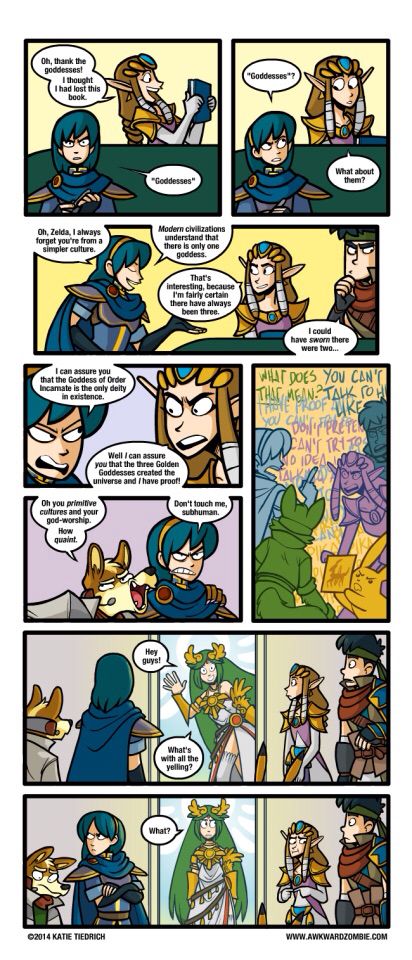 Oh, thank the
goddesses!
I thought
I had lost this
book.
"Goddesses"
"Goddesses"?
What about
them?
Oh, Zelda, I always
forget you're from a
simpler culture.
Modern civilizations
understand that
there is only one
goddess.
That's
interesting, because
I'm fairly certain
there have always
been three.
I could
have sworn there
were two...
I can assure you
that the Goddess of Order
Incarnate is the only deity
in existence.
Well I can assure
you that the three Golden
Goddesses created the
universe and I have proof!
WHAT DOES
THAT MEAN?
YOU CAN'T
TALK TO
I HAVE PROOF
LIKE
YOU CAN'T
NO IDEA
Oh you primitive
cultures and your
god-worship.
How
quaint.
Don't touch me,
subhuman.
Hey
guys!
What's
with all the
yelling?
What?
©2014 KATIE TIEDRICH
WWW.AWKWARDZOMBIE.COM